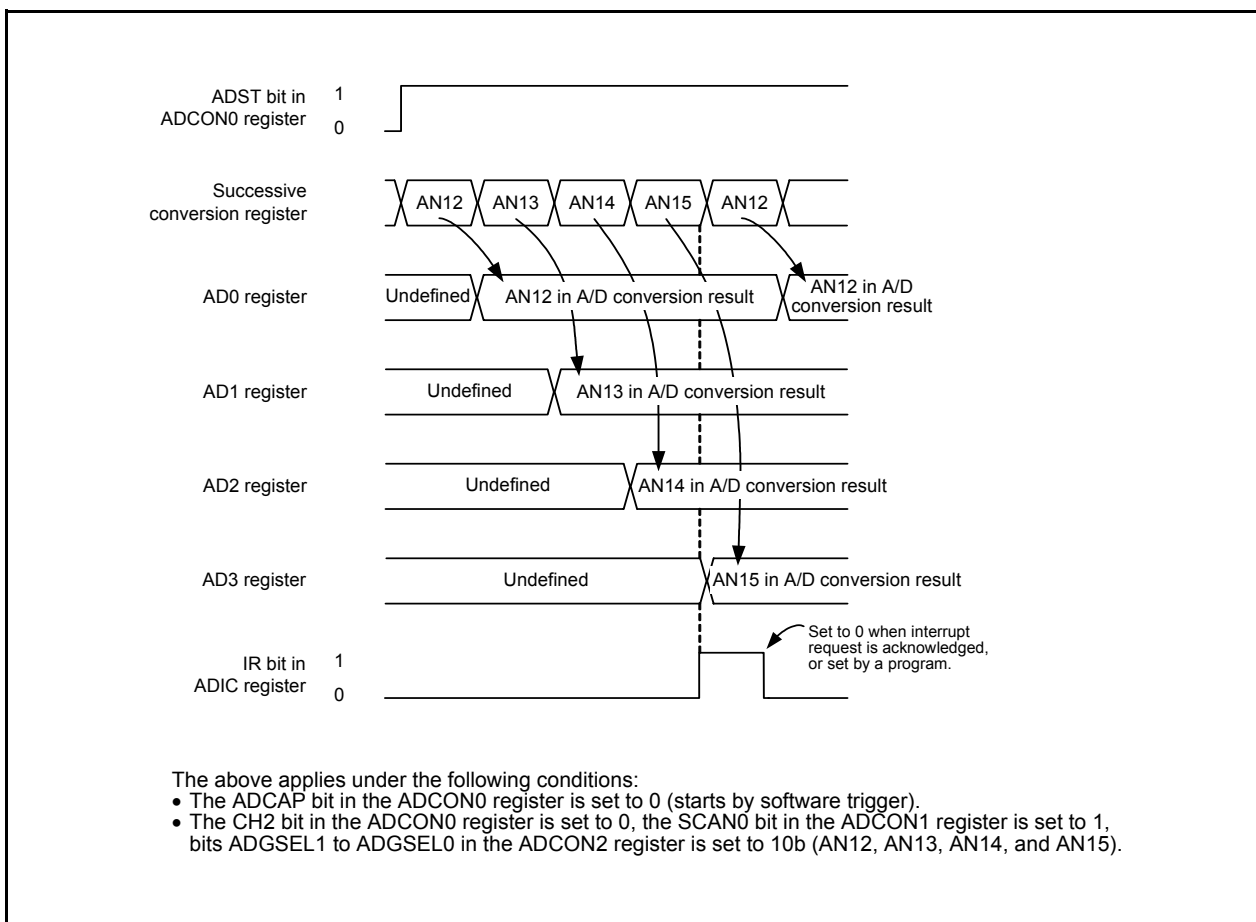 ADST bit in
ADCON0 register
1
0
Successive
conversion register
AN12
AN13
AN14
AN15
AN12
AD0 register
Undefined
AN12 in A/D conversion result
AN12 in A/D
conversion result
AD1 register
Undefined
AN13 in A/D conversion result
AD2 register
Undefined
AN14 in A/D conversion result
AD3 register
Undefined
AN15 in A/D conversion result
IR bit in
ADIC register
1
0
Set to 0 when interrupt
request is acknowledged,
or set by a program.
The above applies under the following conditions:
• The ADCAP bit in the ADCON0 register is set to 0 (starts by software trigger).
• The CH2 bit in the ADCON0 register is set to 0, the SCAN0 bit in the ADCON1 register is set to 1,
bits ADGSEL1 to ADGSEL0 in the ADCON2 register is set to 10b (AN12, AN13, AN14, and AN15).